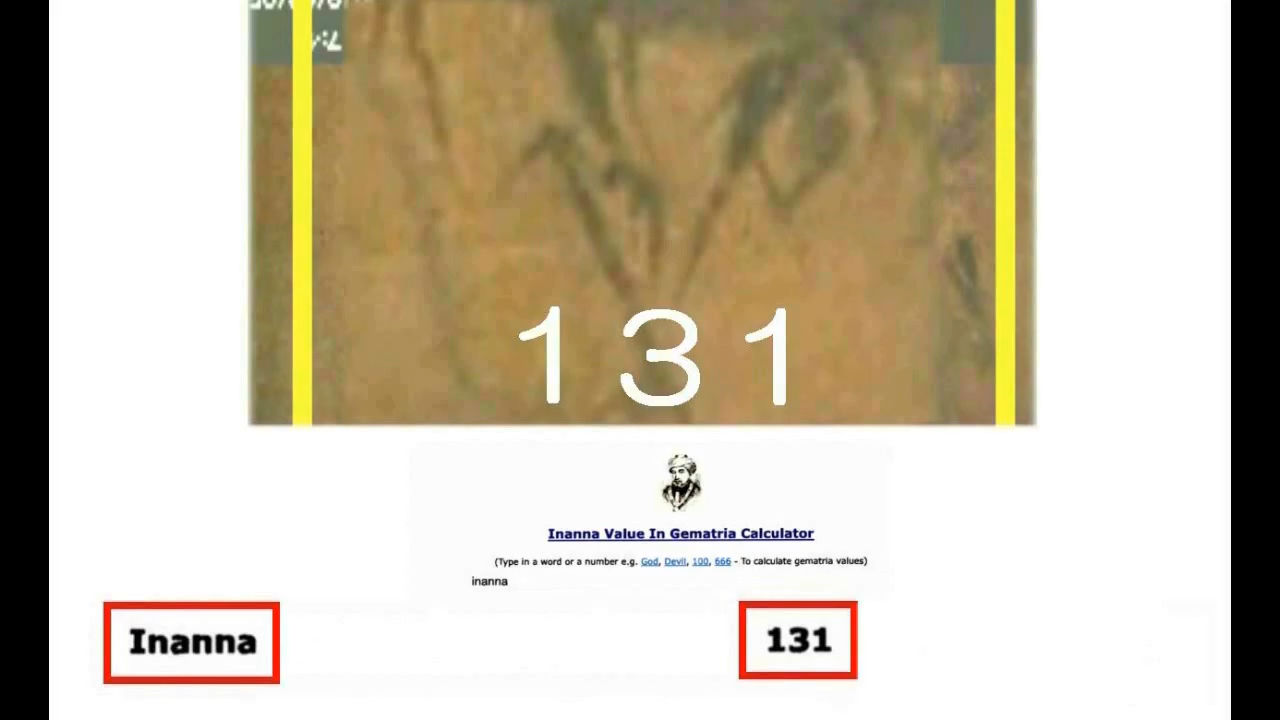 131
Inanna Value In Gematria Calculator
(Type in a word or a number e.g. God, Devil, 100, 666 - To calculate gematria values)
inanna
Inanna 131